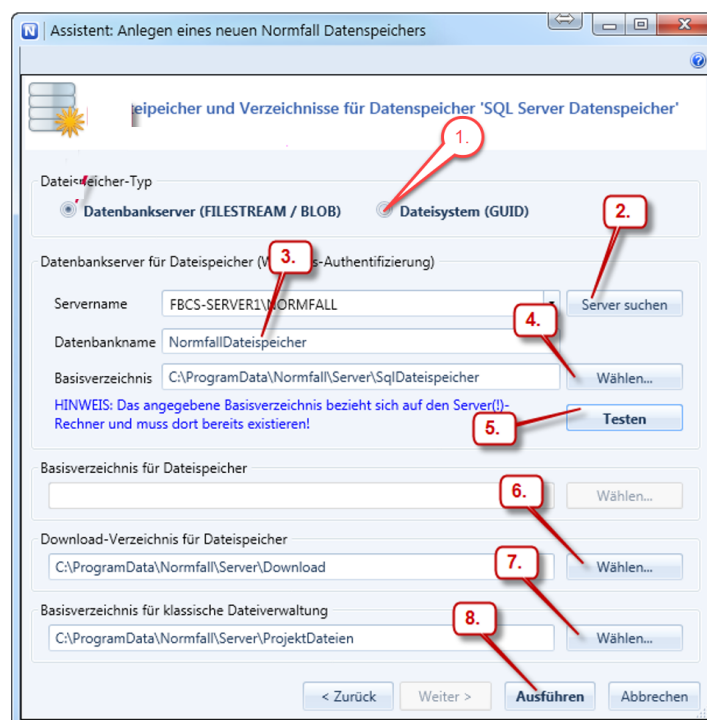 N Assistent: Anlegen eines neuen Normfall Datenspeichers
eipeicher und Verzeichnisse für Datenspeicher 'SQL Server Datenspeicher'
1.
Dateispeicher-Typ
Datenbankserver (FILESTREAM / BLOB) Dateisystem (GUID)
2.
Datenbankserver für Dateispeicher (W s-Authentifizierung)
3.
Servername FBCS-SERVER1\NORMFALL Server suchen
4.
Datenbankname NormfallDateispeicher
Basisverzeichnis C:\ProgramData\Normfall\Server\SqlDateispeicher Wählen...
HINWEIS: Das angegebene Basisverzeichnis bezieht sich auf den Server(!)-
Rechner und muss dort bereits existieren!
5.
Testen
Basisverzeichnis für Dateispeicher
6.
Wählen...
Download-Verzeichnis für Dateispeicher
C:\ProgramData\Normfall\Server\Download Wählen...
7.
Basisverzeichnis für klassische Dateiverwaltung
8.
C:\ProgramData\Normfall\Server\ProjektDateien Wählen...
< Zurück Weiter > Ausführen Abbrechen